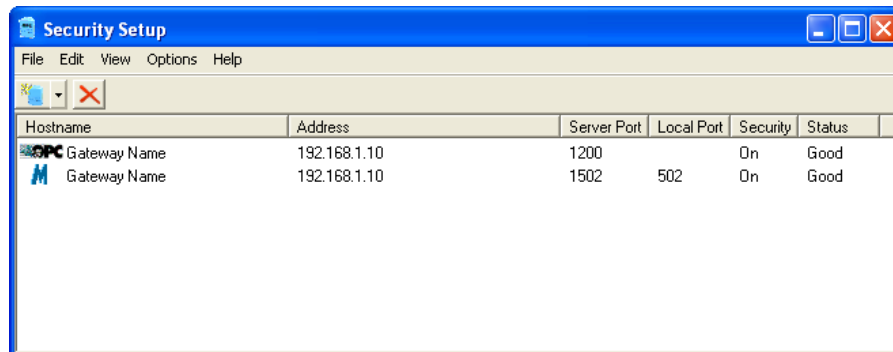 Security Setup
File Edit View Options Help
Hostname Address Server Port Local Port Security Status
OPC Gateway Name 192.168.1.10 1200 On Good
M Gateway Name 192.168.1.10 1502 502 On Good